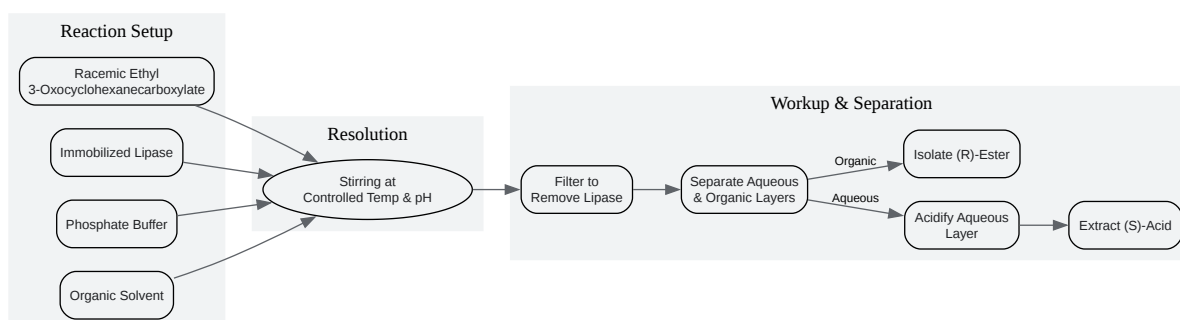 Reaction Setup
Racemic Ethyl
3-Oxocyclohexanecarboxylate
Immobilized Lipase
Phosphate Buffer
Organic Solvent
Resolution
Stirring at
Controlled Temp & pH
Workup & Separation
Filter to
Remove Lipase
Separate Aqueous
& Organic Layers
Organic
Aqueous
Isolate (R)-Ester
Acidify Aqueous
Layer
Extract (S)-Acid